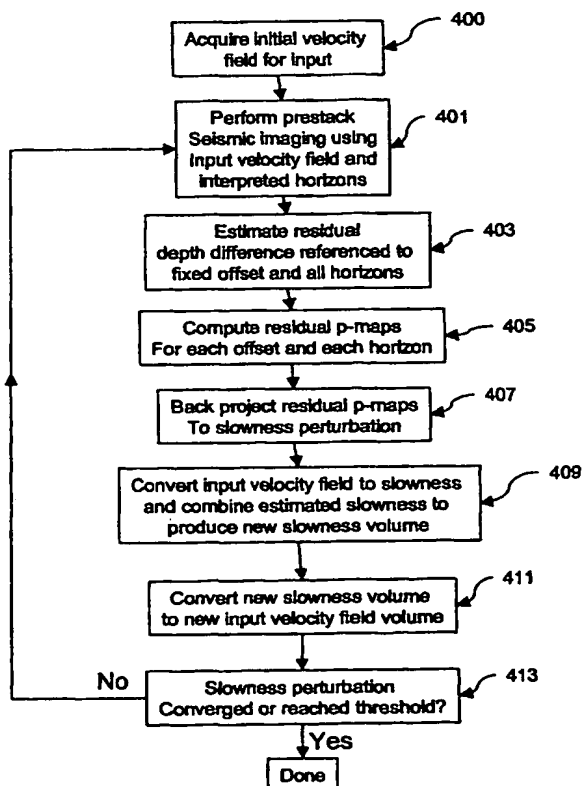 Acquire initial velocity
field for input
400
Perform prestack
Seismic imaging using
input velocity field and
interpreted horizons
401
Estimate residual
depth difference referenced to
fixed offset and all horizons
403
Compute residual p-maps
For each offset and each horizon
405
Back project residual p-maps
To slowness perturbation
407
Convert input velocity field to slowness
and combine estimated slowness to
produce new slowness volume
409
Convert new slowness volume
to new input velocity field volume
411
Slowness perturbation
Converged or reached threshold?
413
No
Yes
Done